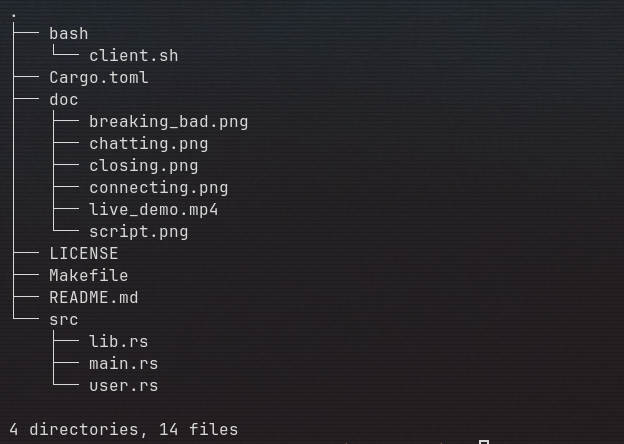 .
├── bash
│   └── client.sh
├── Cargo.toml
├── doc
│   ├── breaking_bad.png
│   ├── chatting.png
│   ├── closing.png
│   ├── connecting.png
│   ├── live_demo.mp4
│   └── script.png
├── LICENSE
├── Makefile
├── README.md
└── src
    ├── lib.rs
    ├── main.rs
    └── user.rs

4 directories, 14 files